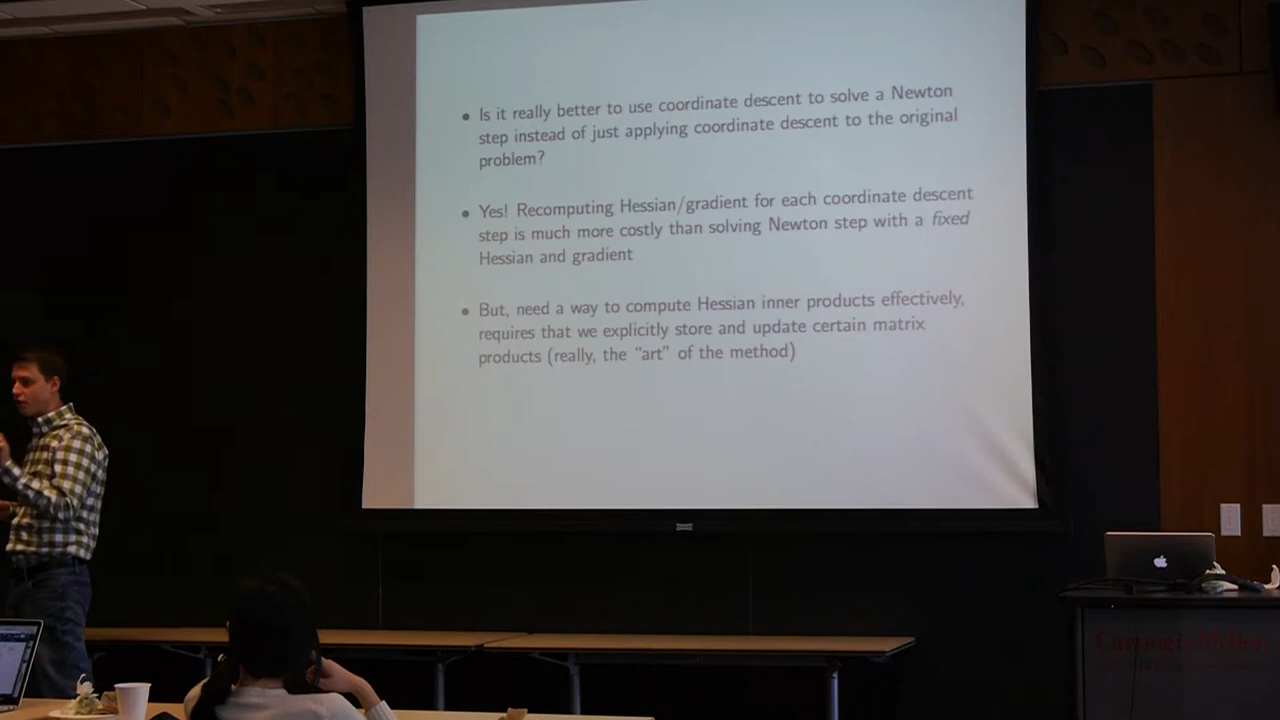 • Is it really better to use coordinate descent to solve a Newton
step instead of just applying coordinate descent to the original
problem?
• Yes! Recomputing Hessian/gradient for each coordinate descent
step is much more costly than solving Newton step with a fixed
Hessian and gradient
• But, need a way to compute Hessian inner products effectively,
requires that we explicitly store and update certain matrix
products (really, the "art" of the method)
Carnegie Mellon